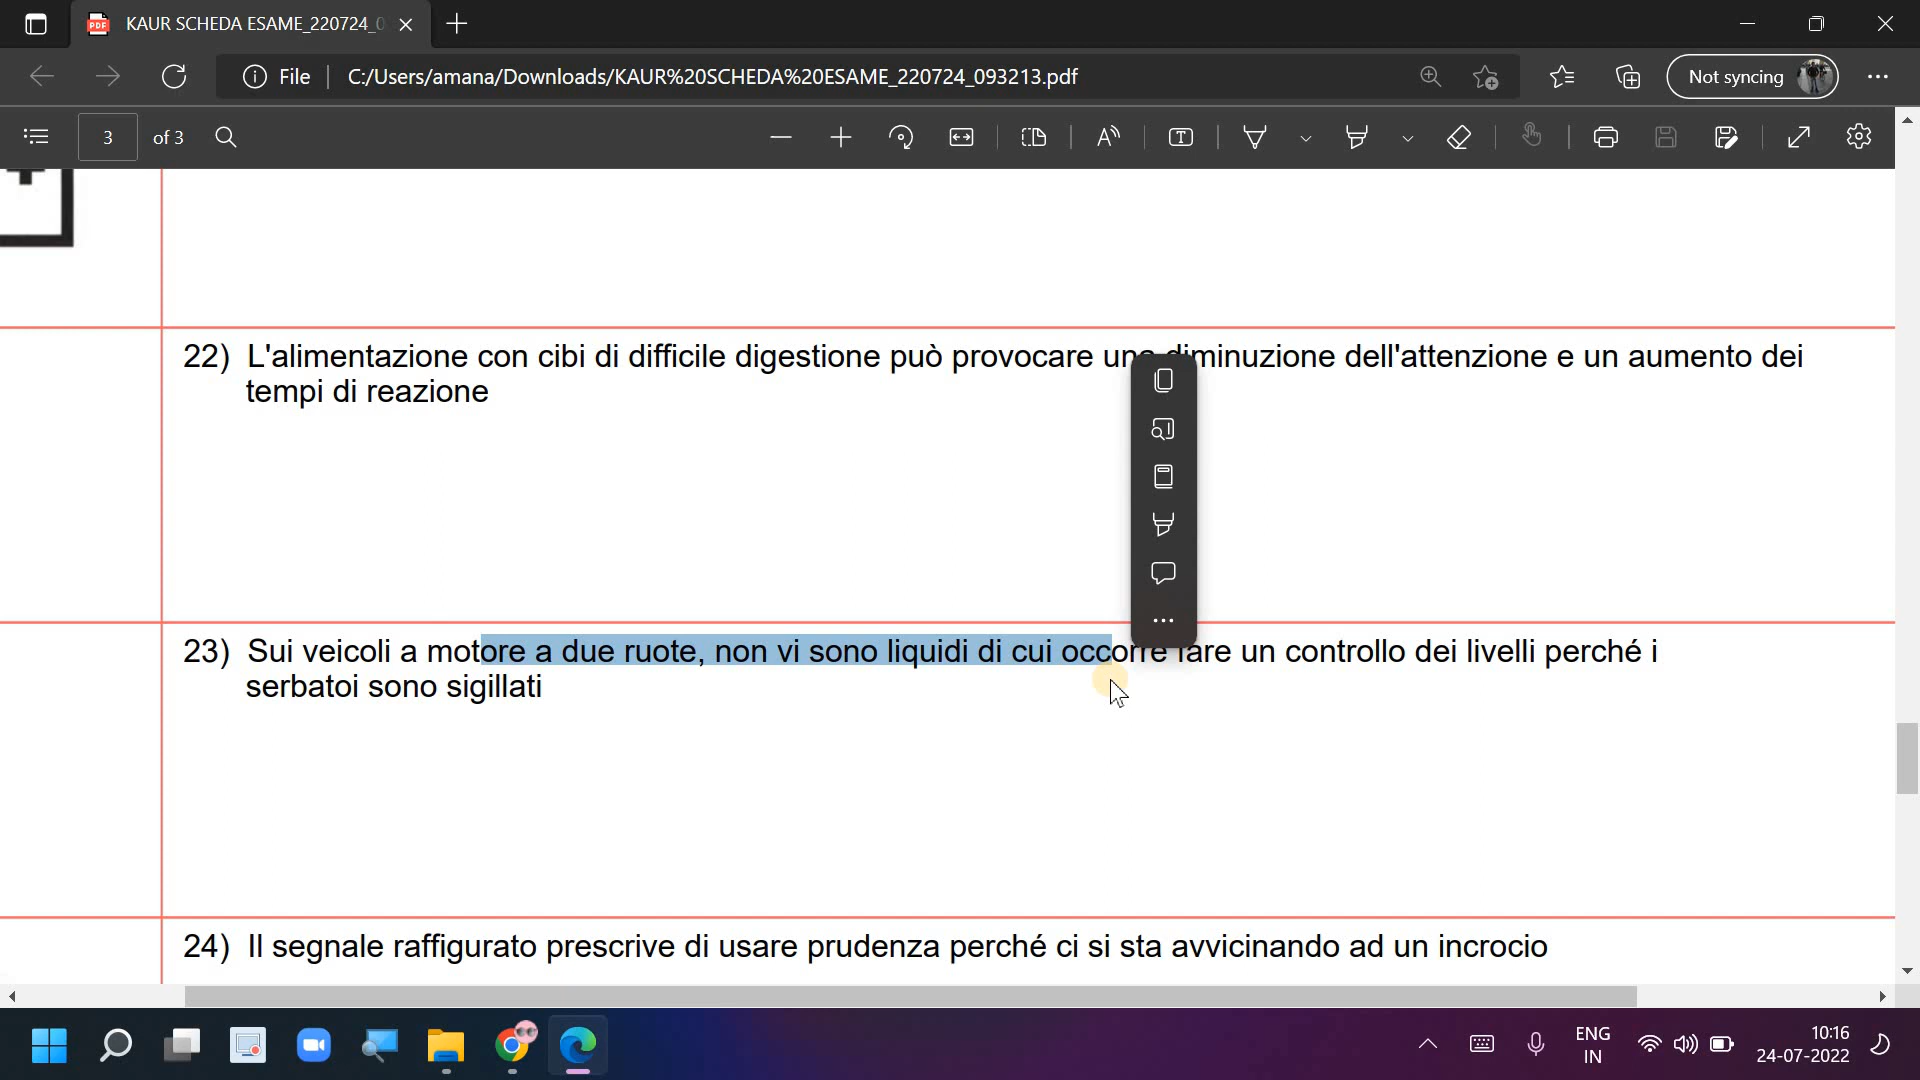 KAUR SCHEDA ESAME_220724_0
File
C:/Users/amana/Downloads/KAUR%20SCHEDA%20ESAME_220724_093213.pdf
Not syncing
3 of 3
22) L'alimentazione con cibi di difficile digestione può provocare una diminuzione dell'attenzione e un aumento dei
tempi di reazione
23) Sui veicoli a motore a due ruote, non vi sono liquidi di cui occorre fare un controllo dei livelli perché i
serbatoi sono sigillati
24) Il segnale raffigurato prescrive di usare prudenza perché ci si sta avvicinando ad un incrocio
ENG
IN
10:16
24-07-2022